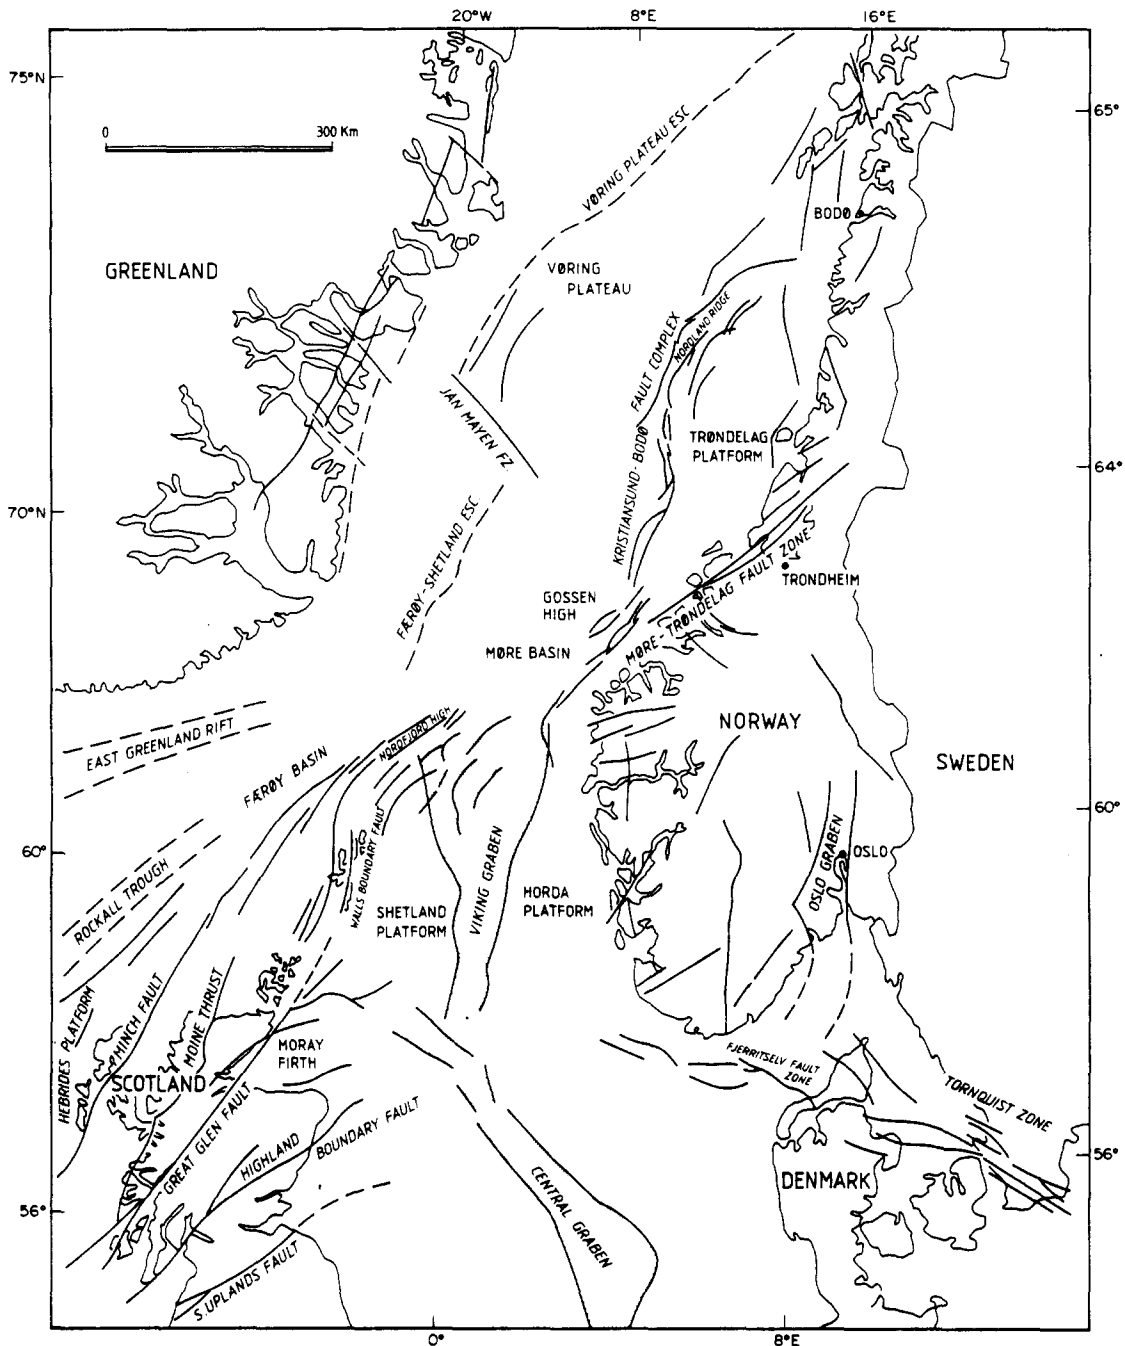 20°W
8°E
16°E
75°N
65°
0
300 Km
VØRING PLATEAU ESC
BODØ
GREENLAND
VØRING
PLATEAU
KRISTIANSUND-BODØ FAULT COMPLEX
NORDLAND RIDGE
JAN MAYEN FZ
TRØNDELAG
PLATFORM
64°
70°N
FÆRØY-SHETLAND ESC
TRONDHEIM
GOSSEN
HIGH
MØRE-TRØNDELAG FAULT ZONE
MØRE BASIN
NORDFJORD HIGH
NORWAY
EAST GREENLAND RIFT
SWEDEN
FÆRØY BASIN
60°
60°
WALLS BOUNDARY FAULT
OSLO
OSLO GRABEN
VIKING GRABEN
ROCKALL TROUGH
SHETLAND
PLATFORM
HORDA
PLATFORM
HEBRIDES PLATFORM
MINCH FAULT
MOINE THRUST
MORAY
FIRTH
FJERRITSELV FAULT
ZONE
SCOTLAND
TORNQUIST ZONE
GREAT GLEN FAULT
HIGHLAND BOUNDARY FAULT
56°
DENMARK
CENTRAL GRABEN
56°
S.UPLANDS FAULT
0°
8°E